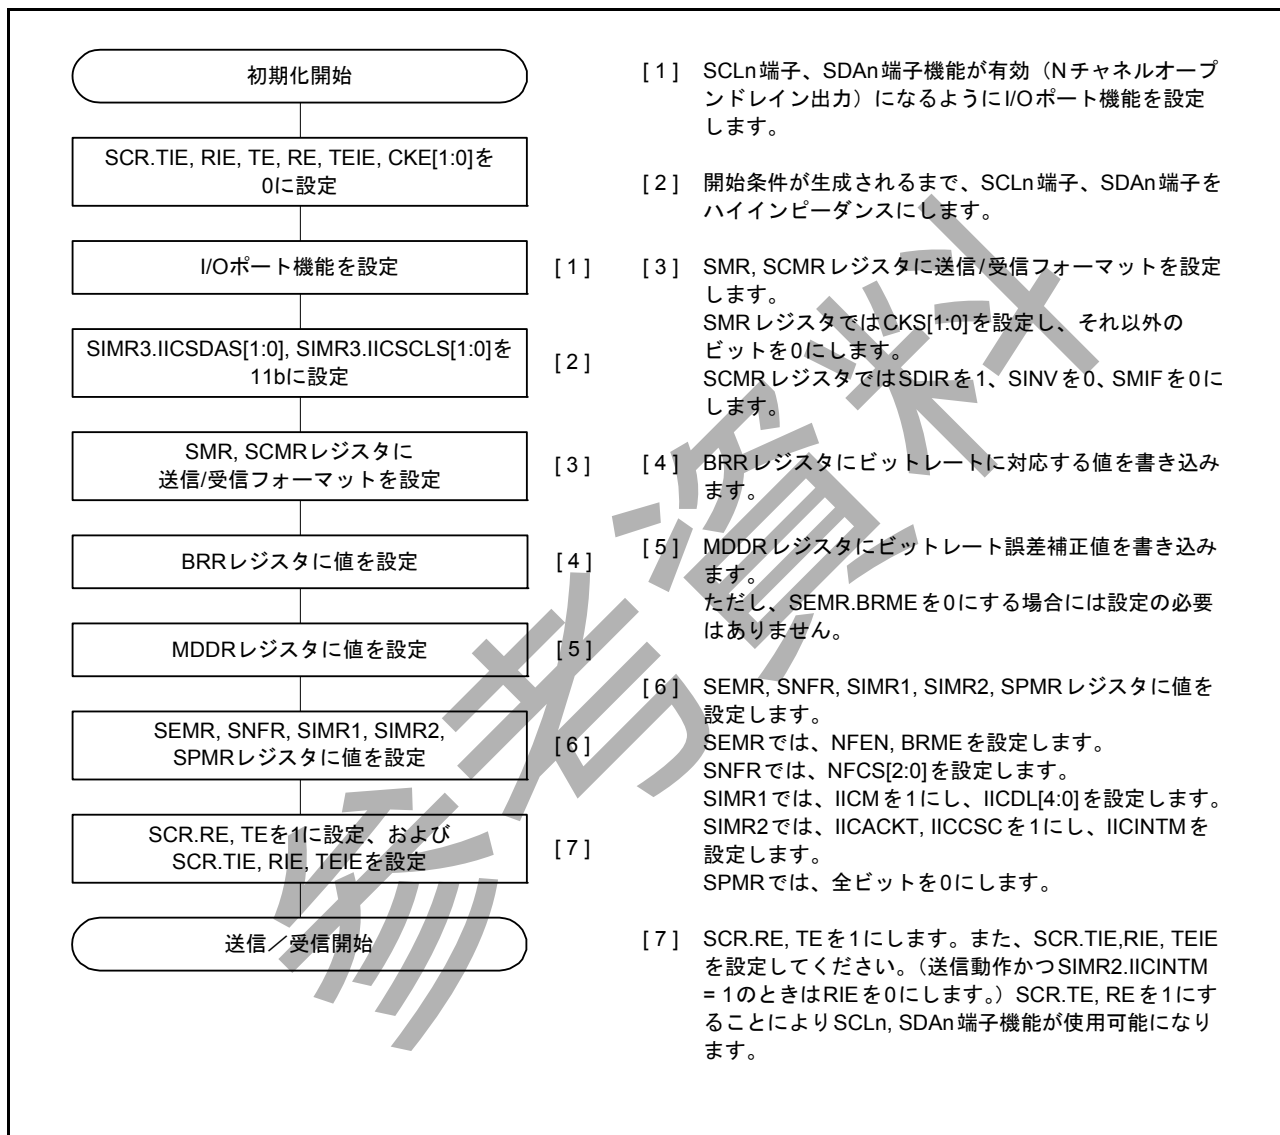 初期化開始
SCR.TIE, RIE, TE, RE, TEIE, CKE[1:0]を
0に設定
I/Oポート機能を設定
[ 1 ]
SIMR3.IICSDAS[1:0], SIMR3.IICSCLS[1:0]を
11bに設定
[ 2 ]
SMR, SCMRレジスタに
送信/受信フォーマットを設定
[ 3 ]
BRRレジスタに値を設定
[ 4 ]
MDDRレジスタに値を設定
[ 5 ]
SEMR, SNFR, SIMR1, SIMR2,
SPMRレジスタに値を設定
[ 6 ]
SCR.RE, TEを1に設定、および
SCR.TIE, RIE, TEIEを設定
[ 7 ]
送信／受信開始
[ 1 ] SCLn端子、SDAn端子機能が有効（Nチャネルオープ
ンドレイン出力）になるようにI/Oポート機能を設定
します。
[ 2 ] 開始条件が生成されるまで、SCLn端子、SDAn端子を
ハイインピーダンスにします。
[ 3 ] SMR, SCMRレジスタに送信/受信フォーマットを設定
します。
SMRレジスタではCKS[1:0]を設定し、それ以外の
ビットを0にします。
SCMRレジスタではSDIRを1、SINVを0、SMIFを0に
します。
[ 4 ] BRRレジスタにビットレートに対応する値を書き込み
ます。
[ 5 ] MDDRレジスタにビットレート誤差補正値を書き込み
ます。
ただし、SEMR.BRMEを0にする場合には設定の必要
はありません。
[ 6 ] SEMR, SNFR, SIMR1, SIMR2, SPMRレジスタに値を
設定します。
SEMRでは、NFEN, BRMEを設定します。
SNFRでは、NFCS[2:0]を設定します。
SIMR1では、IICMを1にし、IICDL[4:0]を設定します。
SIMR2では、IICACKT, IICCSCを1にし、IICINTMを
設定します。
SPMRでは、全ビットを0にします。
[ 7 ] SCR.RE, TEを1にします。また、SCR.TIE,RIE, TEIE
を設定してください。（送信動作かつSIMR2.IICINTM
= 1のときはRIEを0にします。）SCR.TE, REを1にす
ることによりSCLn, SDAn端子機能が使用可能になり
ます。
参考資料